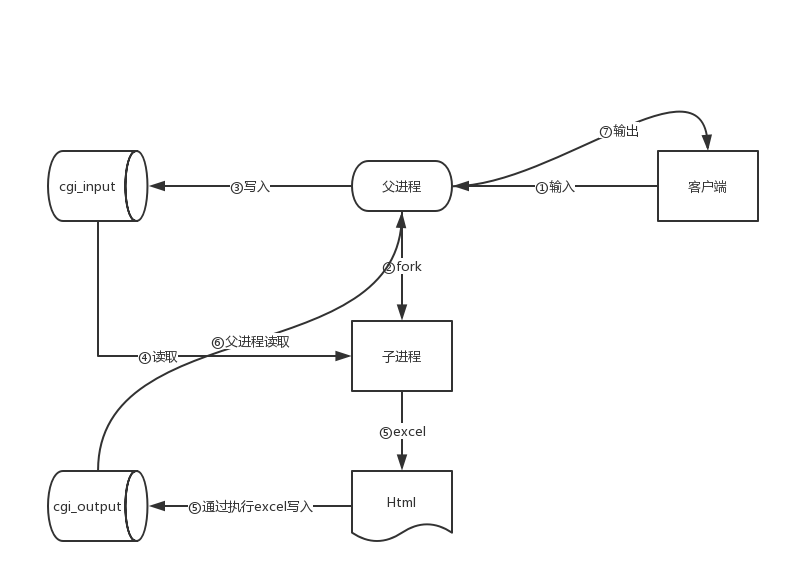 ⑦输出
cgi_input
③写入
父进程
①输入
客户端
②fork
⑥父进程读取
④读取
子进程
⑤excel
cgi_output
⑤通过执行excel写入
Html